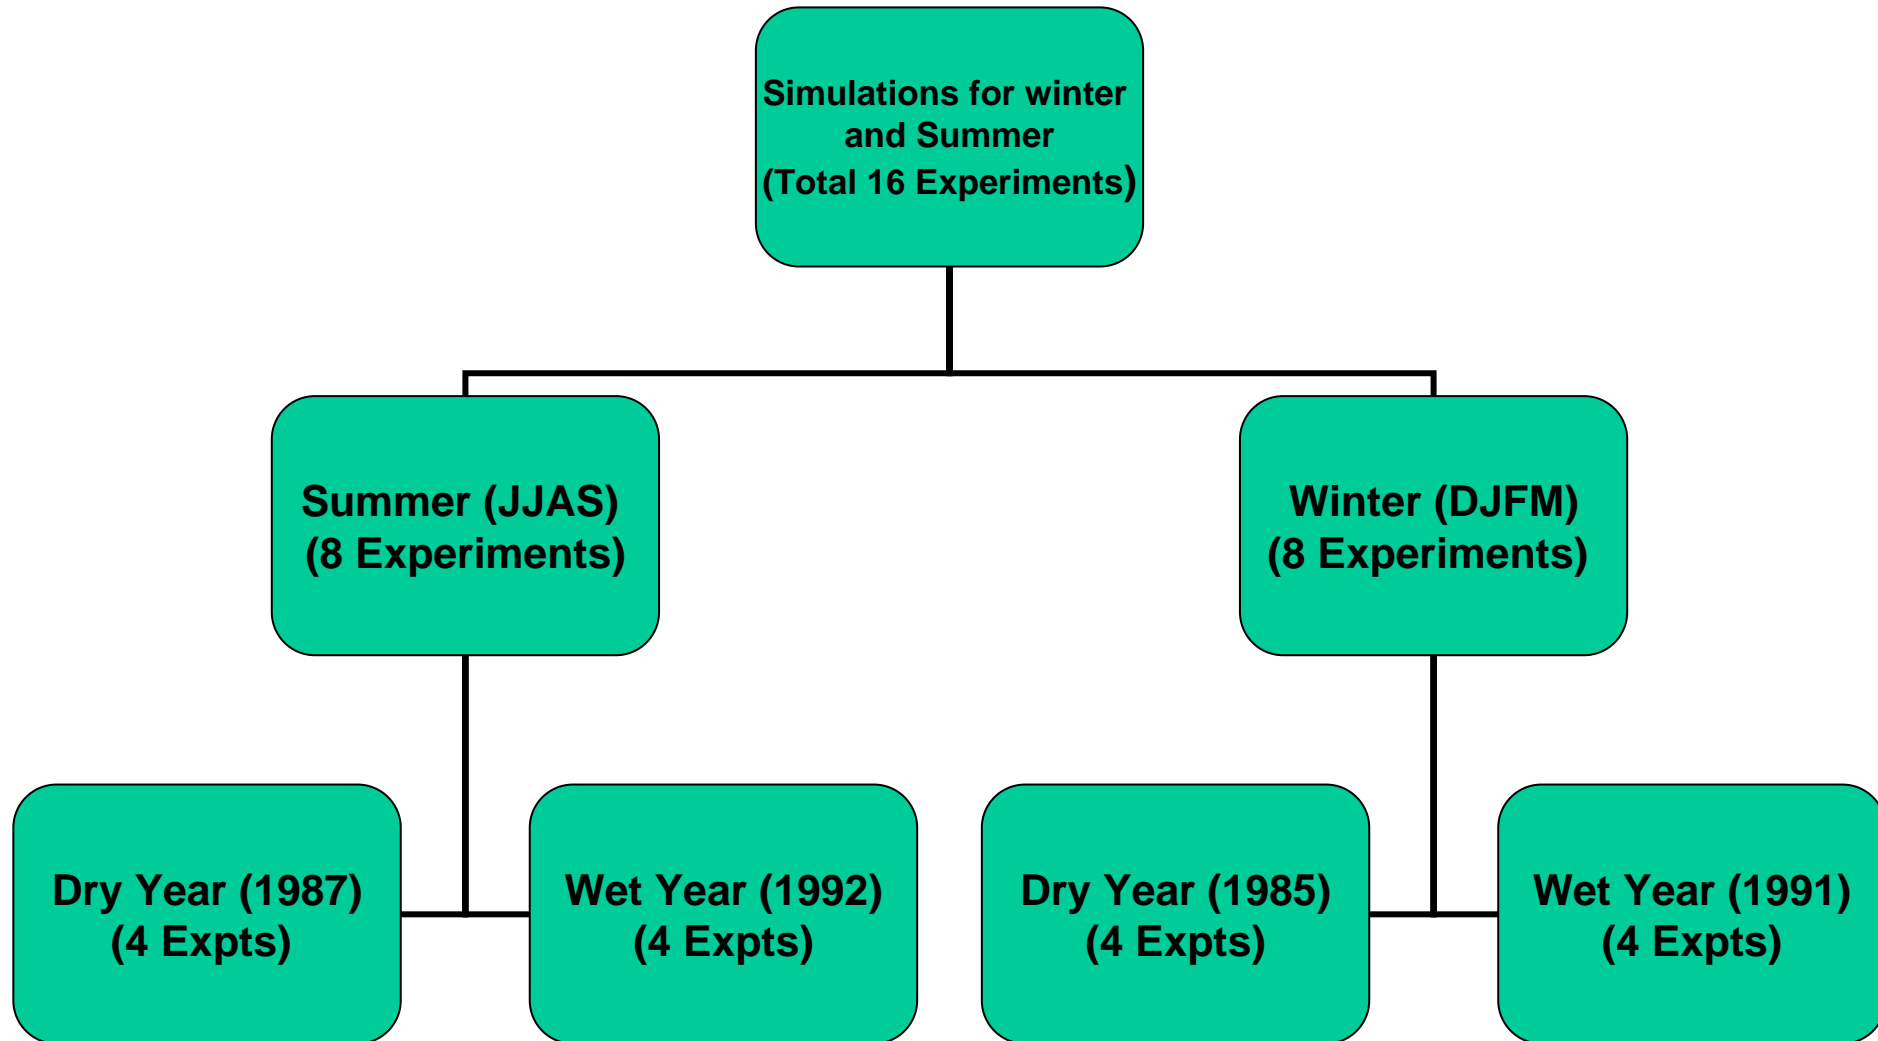 Simulations for winter
and Summer
(Total 16 Experiments)
Summer (JJAS)
(8 Experiments)
Winter (DJFM)
(8 Experiments)
Dry Year (1987)
(4 Expts)
Wet Year (1992)
(4 Expts)
Dry Year (1985)
(4 Expts)
Wet Year (1991)
(4 Expts)